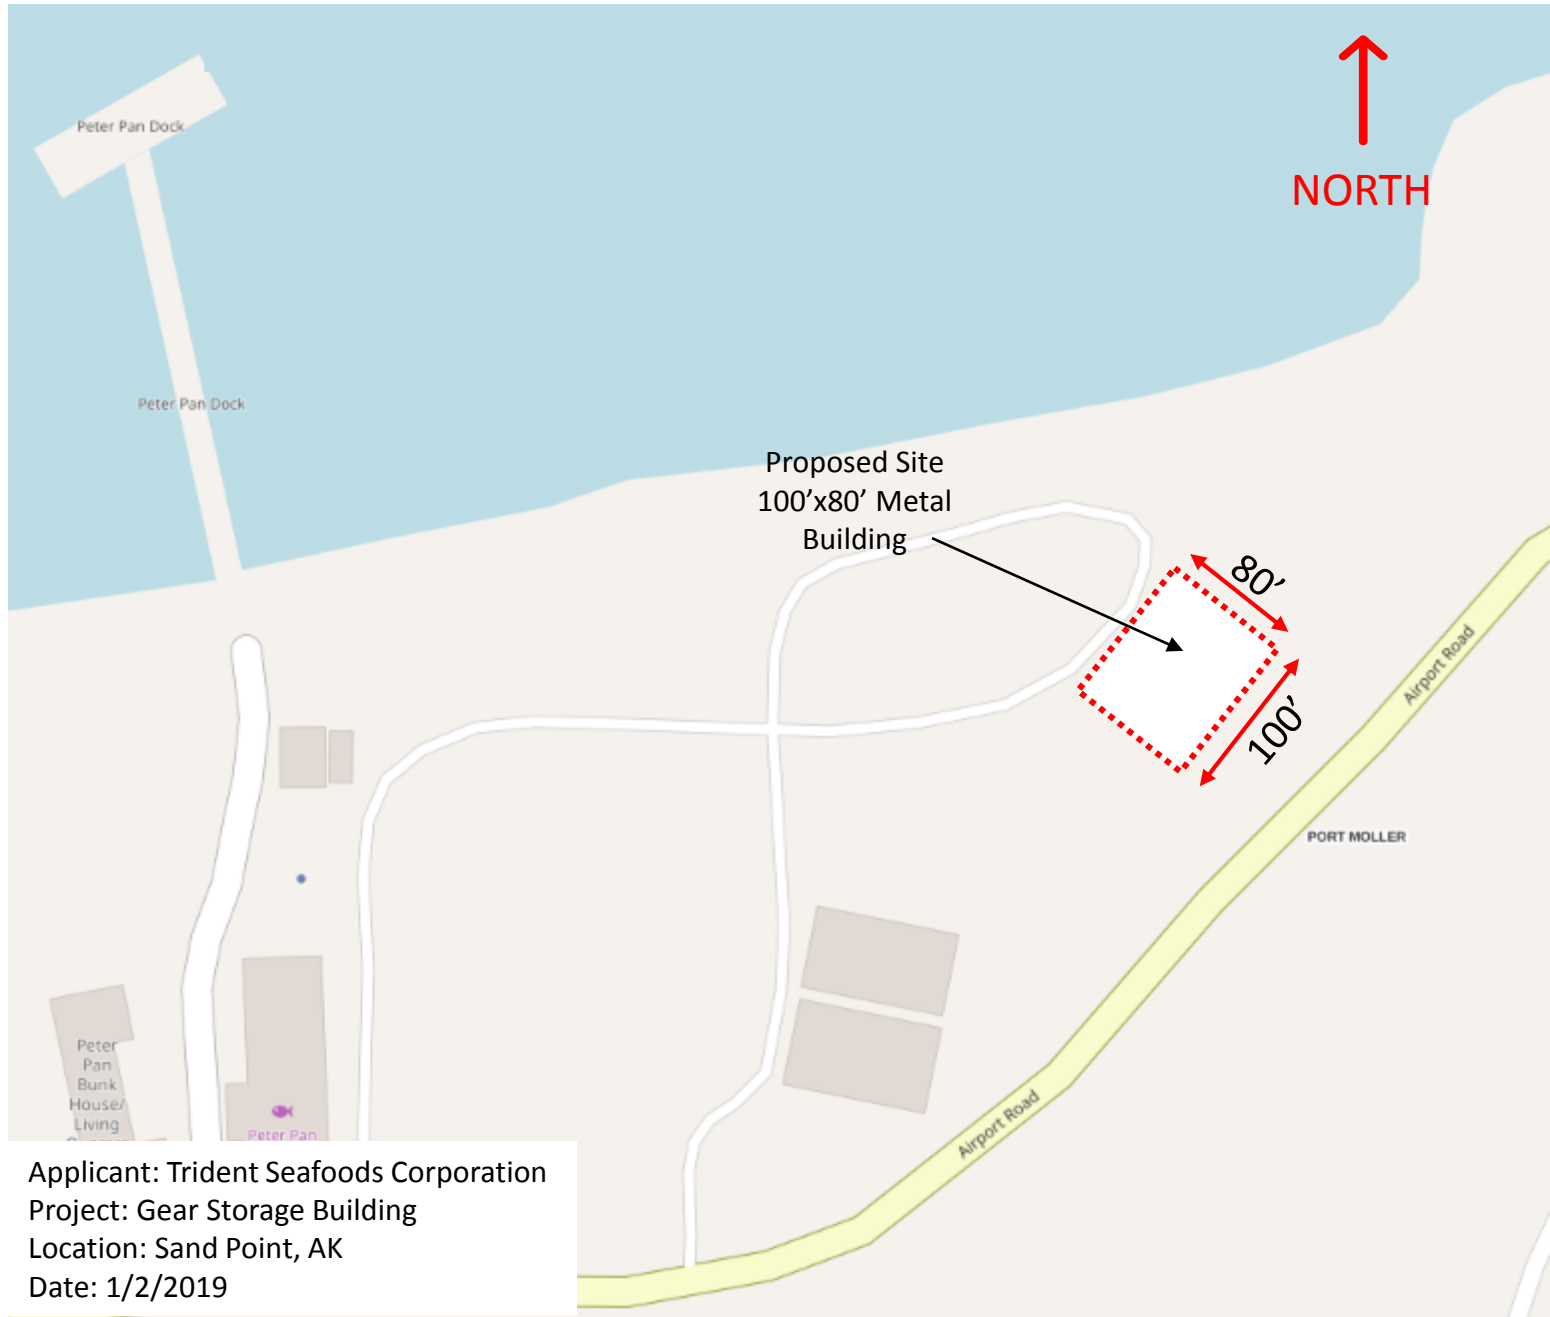 Peter Pan Dock
NORTH
Peter Pan Dock
Proposed Site
100’x80’ Metal
Building
80’
100’
Airport Road
PORT MOLLER
Airport Road
Peter
Pan
Bunk
House/
Living
Peter Pan
Applicant: Trident Seafoods Corporation
Project: Gear Storage Building
Location: Sand Point, AK
Date: 1/2/2019